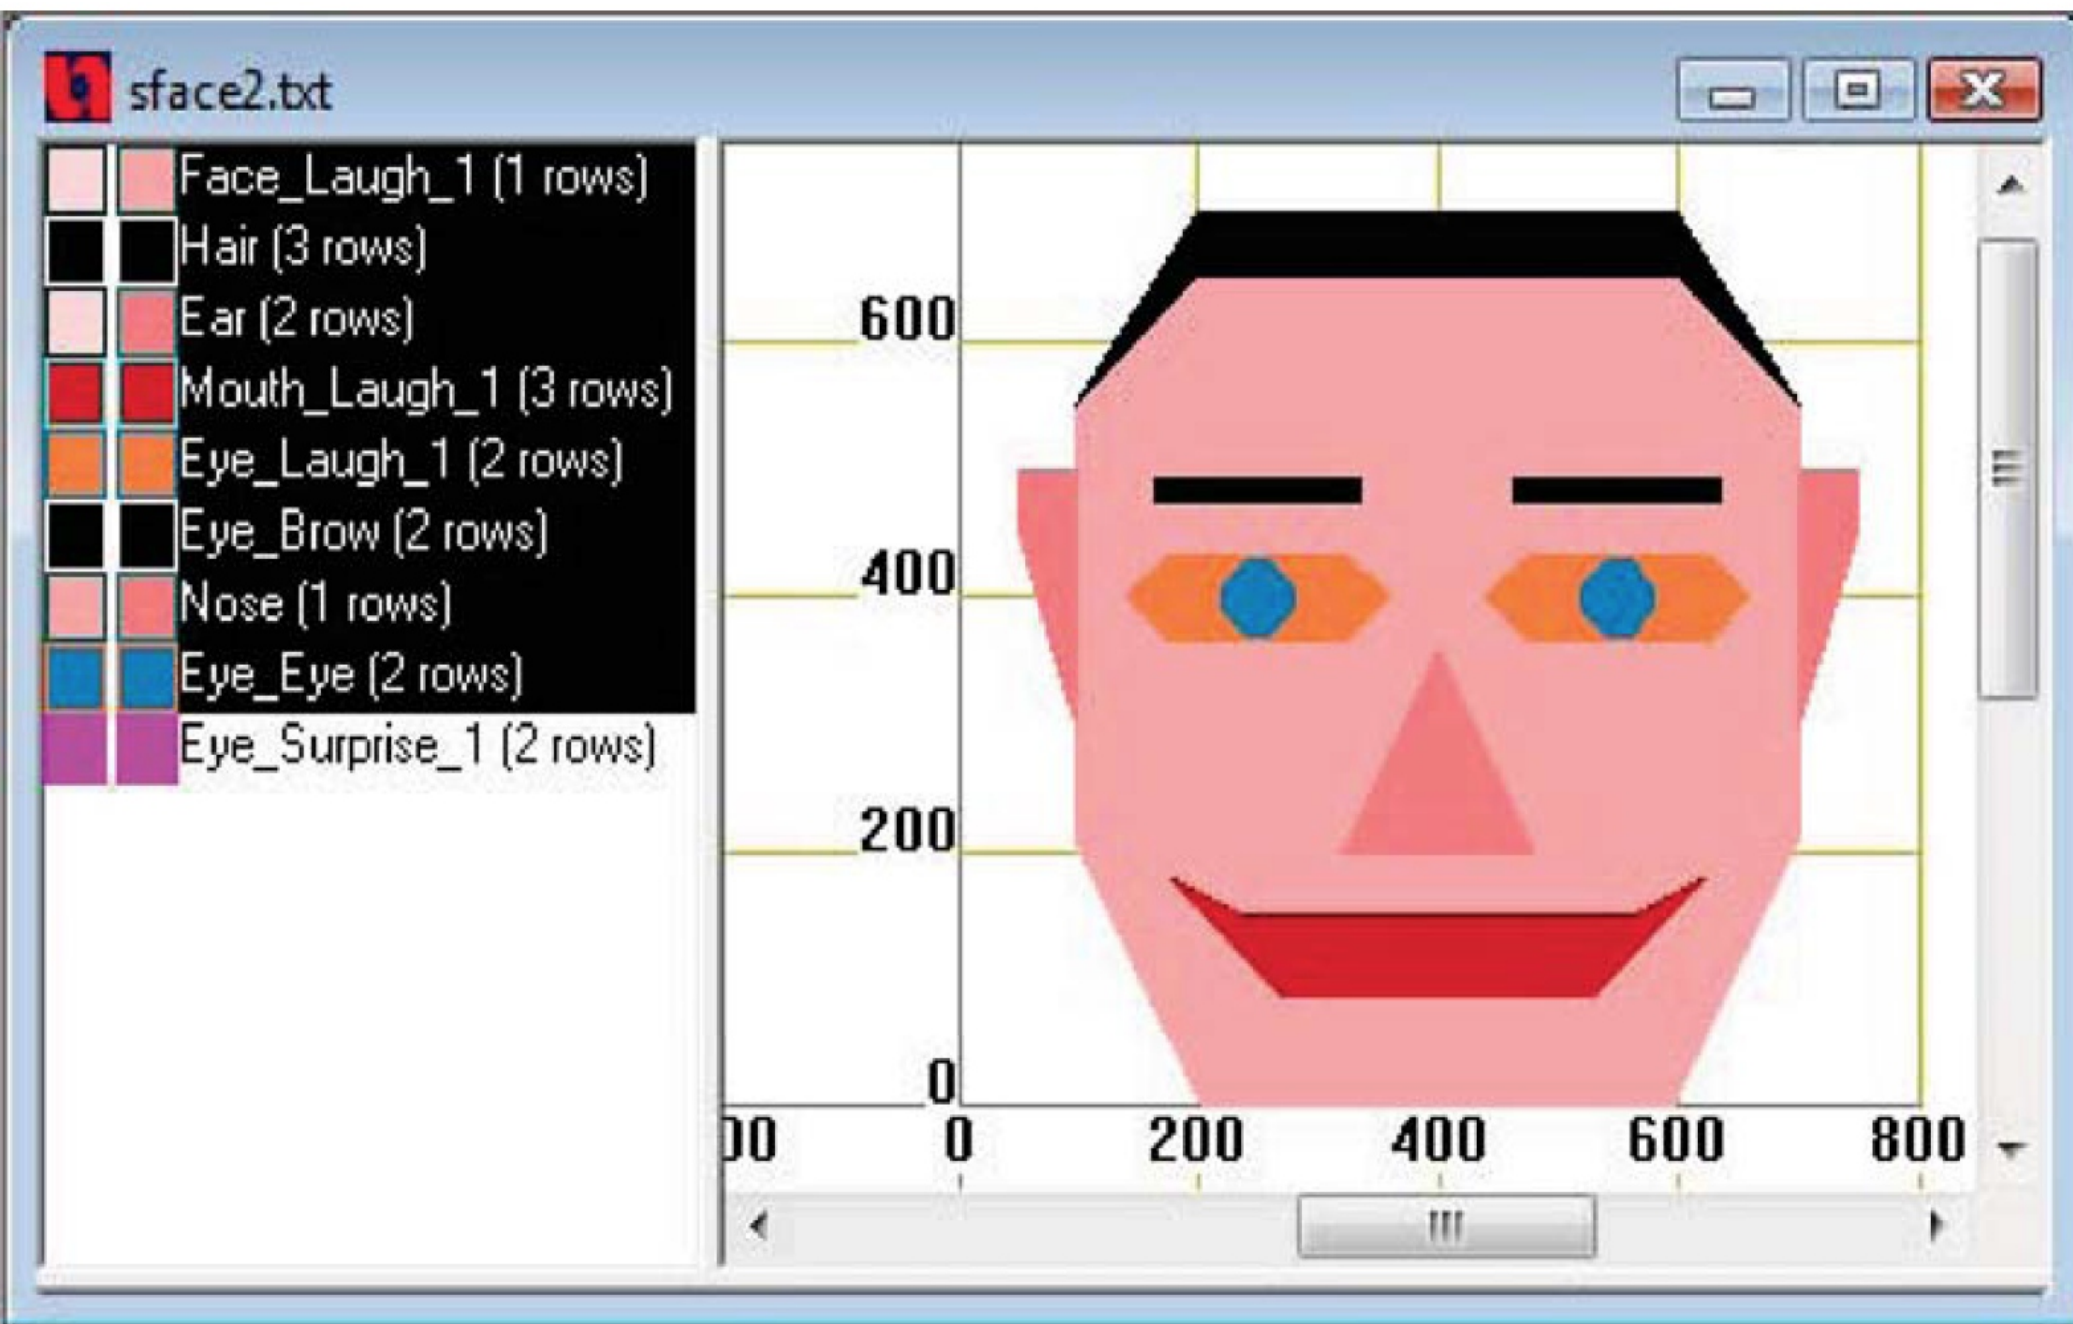 sface2.txt
Face_Laugh_1 (1 rows)
Hair (3 rows)
Ear (2 rows)
Mouth_Laugh_1 (3 rows)
Eye_Laugh_1 (2 rows)
Eye_Brow (2 rows)
Nose (1 rows)
Eye_Eye (2 rows)
Eye_Surprise_1 (2 rows)
600
400
200
0
00 0 200 400 600 800